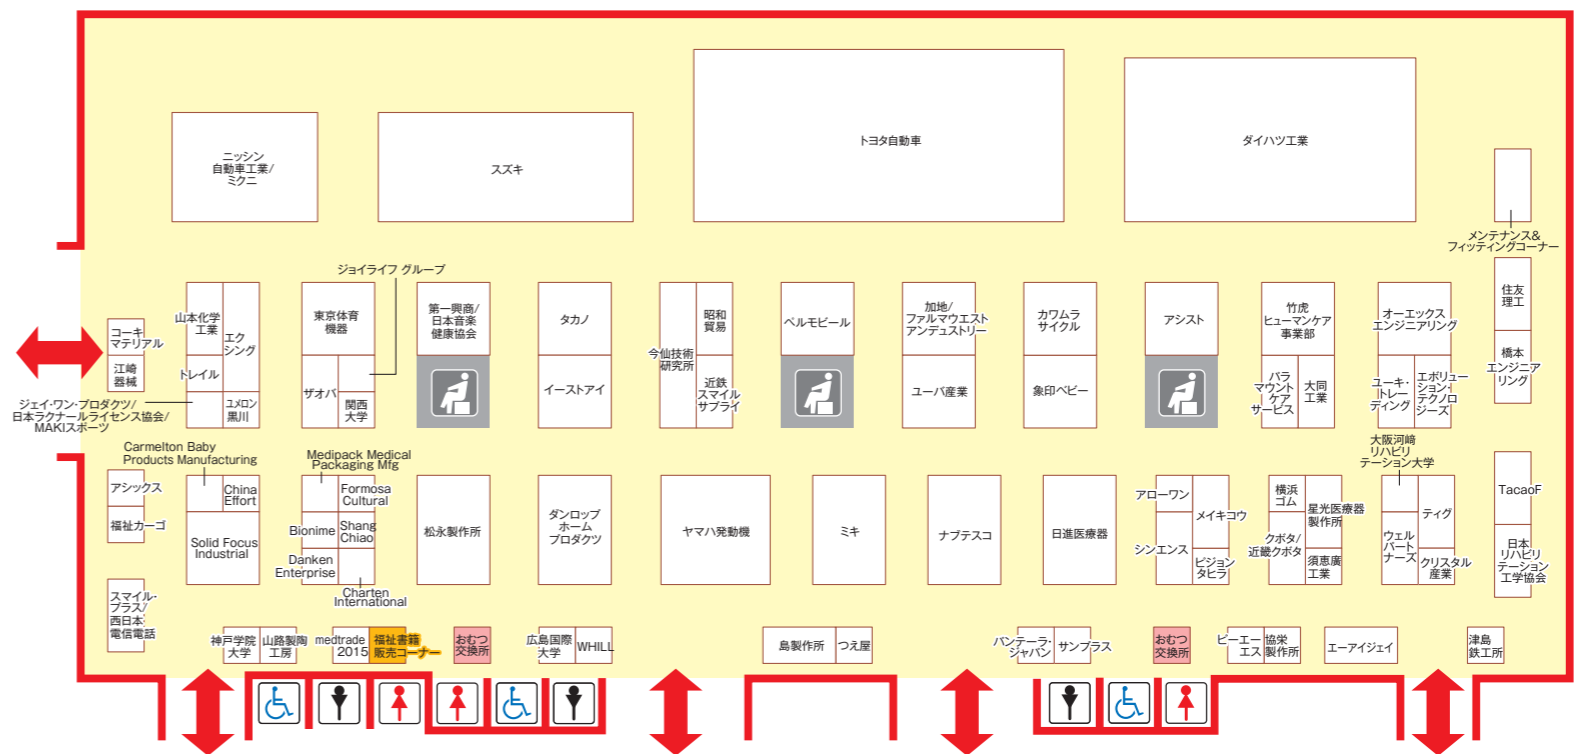 ニッシン
自動車工業/
ミクニ
スズキ
トヨタ自動車
ダイハツ工業
メンテナンス&
フィッティングコーナー
ジョイライフ グループ
コーキ
マテリアル
江崎
器械
山本化学
工業
エク
シング
トレイル
ユメロン
黒川
ジェイ・ワン・プロダクツ/
日本ラクナールライセンス協会/
MAKIスポーツ
東京体育
機器
ザオバ
関西
大学
第一興商/
日本音楽
健康協会
タカノ
イーストアイ
今仙技術
研究所
昭和
貿易
近鉄
スマイル
サプライ
ベルモビール
加地/
ファルマウエスト
アンデュストリー
ユーバ産業
カワムラ
サイクル
象印ベビー
アシスト
竹虎
ヒューマンケア
事業部
パラ
マウント
ケア
サービス
大同
工業
オーエックス
エンジニアリング
ユーキ・
トレー
ディング
エボリュー
ション・
テクノロ
ジーズ
住友
理工
橋本
エンジニア
リング
Carmelton Baby
Products Manufacturing
Medipack Medical
Packaging Mfg
大阪河﨑
リハビリ
テーション大学
アシックス
福祉カーゴ
China
Effort
Solid Focus
Industrial
Formosa
Cultural
Bionime
Shang
Chiao
Danken
Enterprise
Charten
International
松永製作所
ダンロップ
ホーム
プロダクツ
ヤマハ発動機
ミキ
ナブテスコ
日進医療器
アローワン
メイキコウ
シンエンス
ピジョン
タヒラ
横浜
ゴム
星光医療器
製作所
クボタ/
近畿クボタ
須恵廣
工業
ティグ
ウェル
パート
ナーズ
クリスタル
産業
TacaoF
日本
リハビリ
テーション
工学協会
スマイル・
プラス/
西日本
電信電話
神戸学院
大学
山路製陶
工房
medtrade
2015
福祉書籍
販売コーナー
おむつ
交換所
広島国際
大学
WHILL
島製作所
つえ屋
パンテーラ・
ジャパン
サンプラス
おむつ
交換所
ピーエー
エス
協栄
製作所
エーアイジェイ
津島
鉄工所